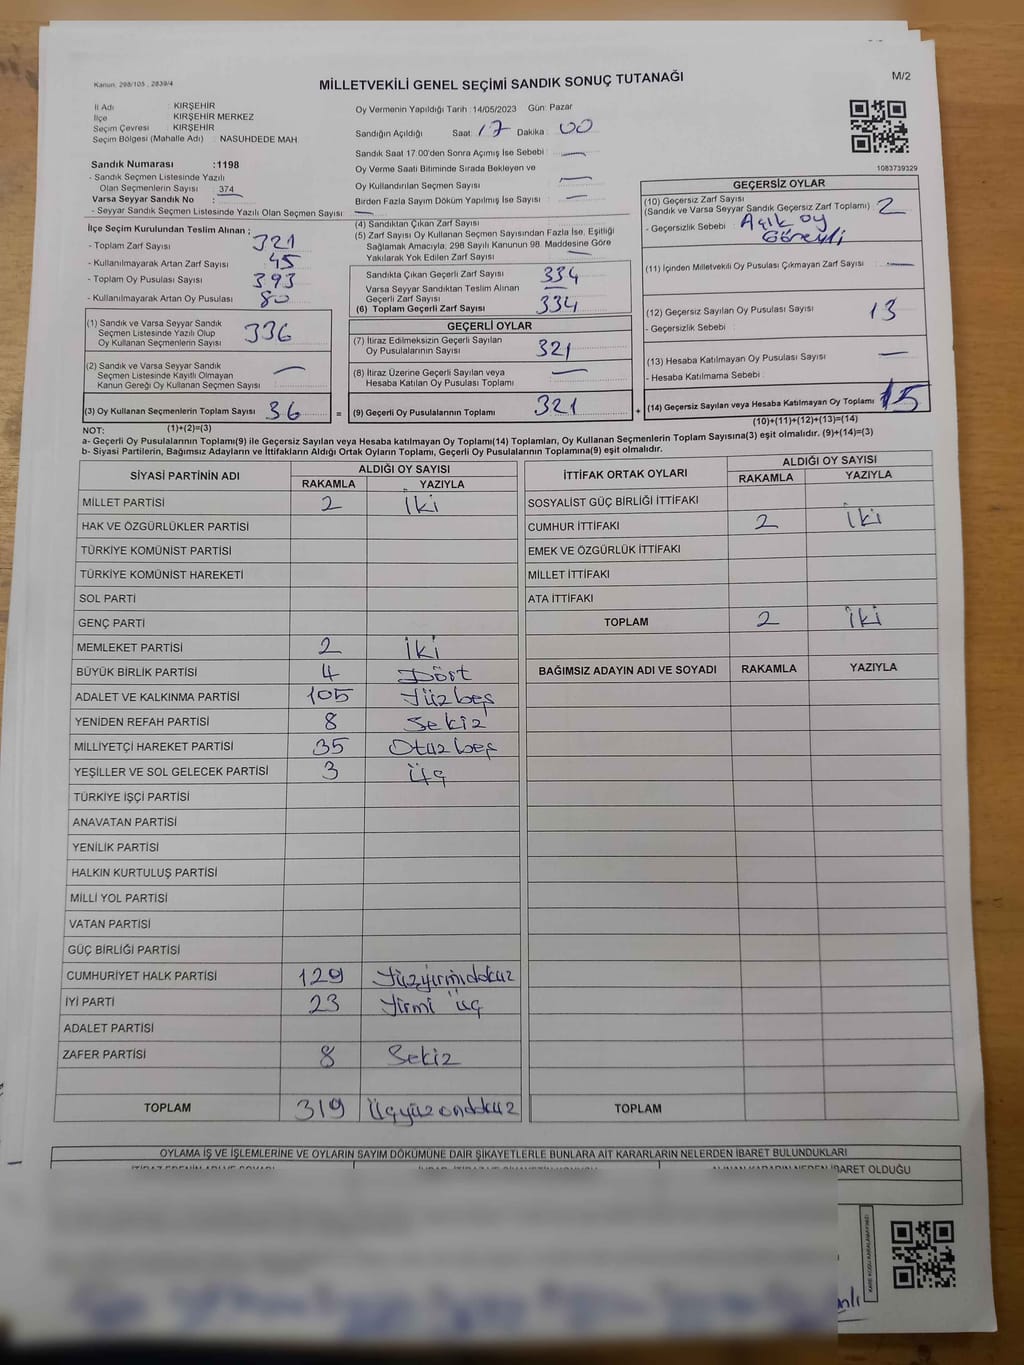 Kanun, 298/105 , 2839/4
MİLLETVEKİLİ GENEL SEÇİMİ SANDIK SONUÇ TUTANAĞI
M/2
İl Adı : KIRŞEHİR
İlçe : KIRŞEHİR MERKEZ
Seçim Çevresi : KIRŞEHİR
Seçim Bölgesi (Mahalle Adı) : NASUHDEDE MAH
Oy Vermenin Yapıldığı Tarih : 14/05/2023 Gün: Pazar
Sandığın Açıldığı Saat : 17 Dakika : 00
Sandık Saat 17:00'den Sonra Açımış İse Sebebi : —
Oy Verme Saati Bitiminde Sırada Bekleyen ve
Oy Kullandırılan Seçmen Sayısı : —
Birden Fazla Sayım Döküm Yapılmış İse Sayısı : —
1083739329
Sandık Numarası :1198
- Sandık Seçmen Listesinde Yazılı
Olan Seçmenlerin Sayısı : 374
Varsa Seyyar Sandık No :
- Seyyar Sandık Seçmen Listesinde Yazılı Olan Seçmen Sayısı : —
İlçe Seçim Kurulundan Teslim Alınan ;
- Toplam Zarf Sayısı : 321
- Kullanılmayarak Artan Zarf Sayısı : 45
- Toplam Oy Pusulası Sayısı : 393
- Kullanılmayarak Artan Oy Pusulası : 80
(1) Sandık ve Varsa Seyyar Sandık
Seçmen Listesinde Yazılı Olup
Oy Kullanan Seçmenlerin Sayısı : 336
(2) Sandık ve Varsa Seyyar Sandık
Seçmen Listesinde Kayıtlı Olmayan
Kanun Gereği Oy Kullanan Seçmen Sayısı : —
(3) Oy Kullanan Seçmenlerin Toplam Sayısı : 36
(1)+(2)=(3)
(4) Sandıktan Çıkan Zarf Sayısı :
(5) Zarf Sayısı Oy Kullanan Seçmen Sayısından Fazla İse, Eşitliği
Sağlamak Amacıyla, 298 Sayılı Kanunun 98. Maddesine Göre
Yakılarak Yok Edilen Zarf Sayısı : —
Sandıkta Çıkan Geçerli Zarf Sayısı : 334
Varsa Seyyar Sandıktan Teslim Alınan
Geçerli Zarf Sayısı : —
(6) Toplam Geçerli Zarf Sayısı : 334
GEÇERLİ OYLAR
(7) İtiraz Edilmeksizin Geçerli Sayılan
Oy Pusulalarının Sayısı : 321
(8) İtiraz Üzerine Geçerli Sayılan veya
Hesaba Katılan Oy Pusulası Toplamı : —
= (9) Geçerli Oy Pusulalarının Toplamı : 321 +
GEÇERSİZ OYLAR
(10) Geçersiz Zarf Sayısı
(Sandık ve Varsa Seyyar Sandık Geçersiz Zarf Toplamı) : 2
- Geçersizlik Sebebi : Açık oy
Görevli
(11) İçinden Milletvekili Oy Pusulası Çıkmayan Zarf Sayısı : —
(12) Geçersiz Sayılan Oy Pusulası Sayısı : 13
- Geçersizlik Sebebi :
(13) Hesaba Katılmayan Oy Pusulası Sayısı : —
- Hesaba Katılmama Sebebi :
(14) Geçersiz Sayılan veya Hesaba Katılmayan Oy Toplamı : 15
(10)+(11)+(12)+(13)=(14)
NOT:
a- Geçerli Oy Pusulalarının Toplamı(9) ile Geçersiz Sayılan veya Hesaba katılmayan Oy Toplamı(14) Toplamları, Oy Kullanan Seçmenlerin Toplam Sayısına(3) eşit olmalıdır. (9)+(14)=(3)
b- Siyasi Partilerin, Bağımsız Adayların ve İttifakların Aldığı Ortak Oyların Toplamı, Geçerli Oy Pusulalarının Toplamına(9) eşit olmalıdır.
SİYASİ PARTİNİN ADI ALDIĞI OY SAYISI
RAKAMLA YAZIYLA
MİLLET PARTİSİ 2 iki
HAK VE ÖZGÜRLÜKLER PARTİSİ
TÜRKİYE KOMÜNİST PARTİSİ
TÜRKİYE KOMÜNİST HAREKETİ
SOL PARTİ
GENÇ PARTİ
MEMLEKET PARTİSİ 2 iki
BÜYÜK BİRLİK PARTİSİ 4 Dört
ADALET VE KALKINMA PARTİSİ 105 Yüzbeş
YENİDEN REFAH PARTİSİ 8 Sekiz
MİLLİYETÇİ HAREKET PARTİSİ 35 Otuzbeş
YEŞİLLER VE SOL GELECEK PARTİSİ 3 üç
TÜRKİYE İŞÇİ PARTİSİ
ANAVATAN PARTİSİ
YENİLİK PARTİSİ
HALKIN KURTULUŞ PARTİSİ
MİLLİ YOL PARTİSİ
VATAN PARTİSİ
GÜÇ BİRLİĞİ PARTİSİ
CUMHURİYET HALK PARTİSİ 129 Yüzyirmidokuz
İYİ PARTİ 23 Yirmi üç
ADALET PARTİSİ
ZAFER PARTİSİ 8 Sekiz
TOPLAM 319 Üçyüzondokuz
İTTİFAK ORTAK OYLARI ALDIĞI OY SAYISI
RAKAMLA YAZIYLA
SOSYALİST GÜÇ BİRLİĞİ İTTİFAKI
CUMHUR İTTİFAKI 2 iki
EMEK VE ÖZGÜRLÜK İTTİFAKI
MİLLET İTTİFAKI
ATA İTTİFAKI
TOPLAM 2 iki
BAĞIMSIZ ADAYIN ADI VE SOYADI RAKAMLA YAZIYLA
TOPLAM
OYLAMA İŞ VE İŞLEMLERİNE VE OYLARIN SAYIM DÖKÜMÜNE DAİR ŞİKAYETLERLE BUNLARA AİT KARARLARIN NELERDEN İBARET BULUNDUKLARI
ALINAN KARARIN NEDEN İBARET OLDUĞU